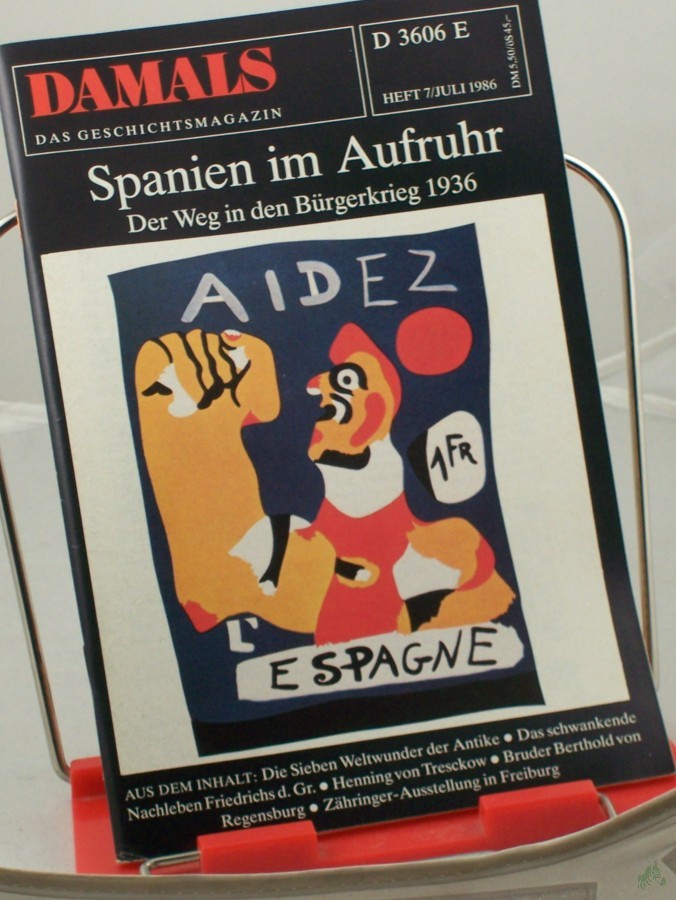 DAMALS
DAS GESCHICHTSMAGAZIN
D 3606 E
HEFT 7/JULI 1986
DM 5,50/öS 45,–
Spanien im Aufruhr
Der Weg in den Bürgerkrieg 1936
AIDEZ
1FR
L'
ESPAGNE
AUS DEM INHALT: Die Sieben Weltwunder der Antike • Das schwankende
Nachleben Friedrichs d. Gr. • Henning von Tresckow • Bruder Berthold von
Regensburg • Zähringer-Ausstellung in Freiburg